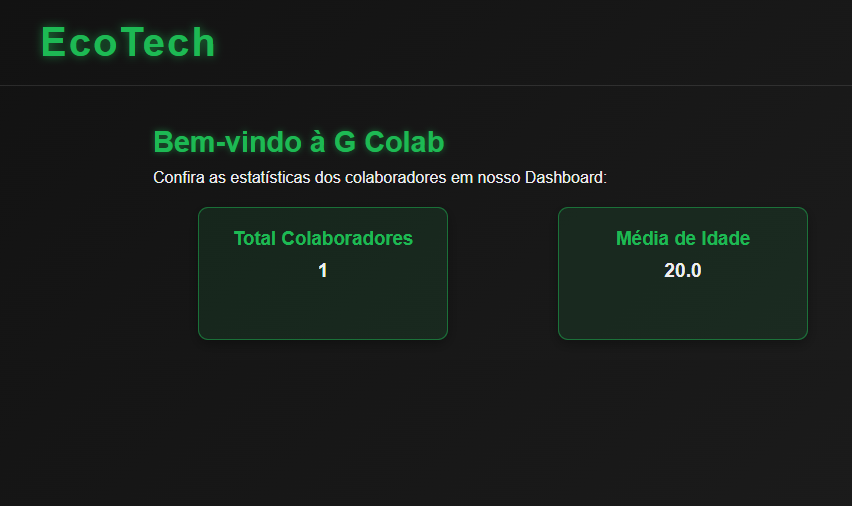 EcoTech
Bem-vindo à G Colab
Confira as estatísticas dos colaboradores em nosso Dashboard:
Total Colaboradores
1
Média de Idade
20.0